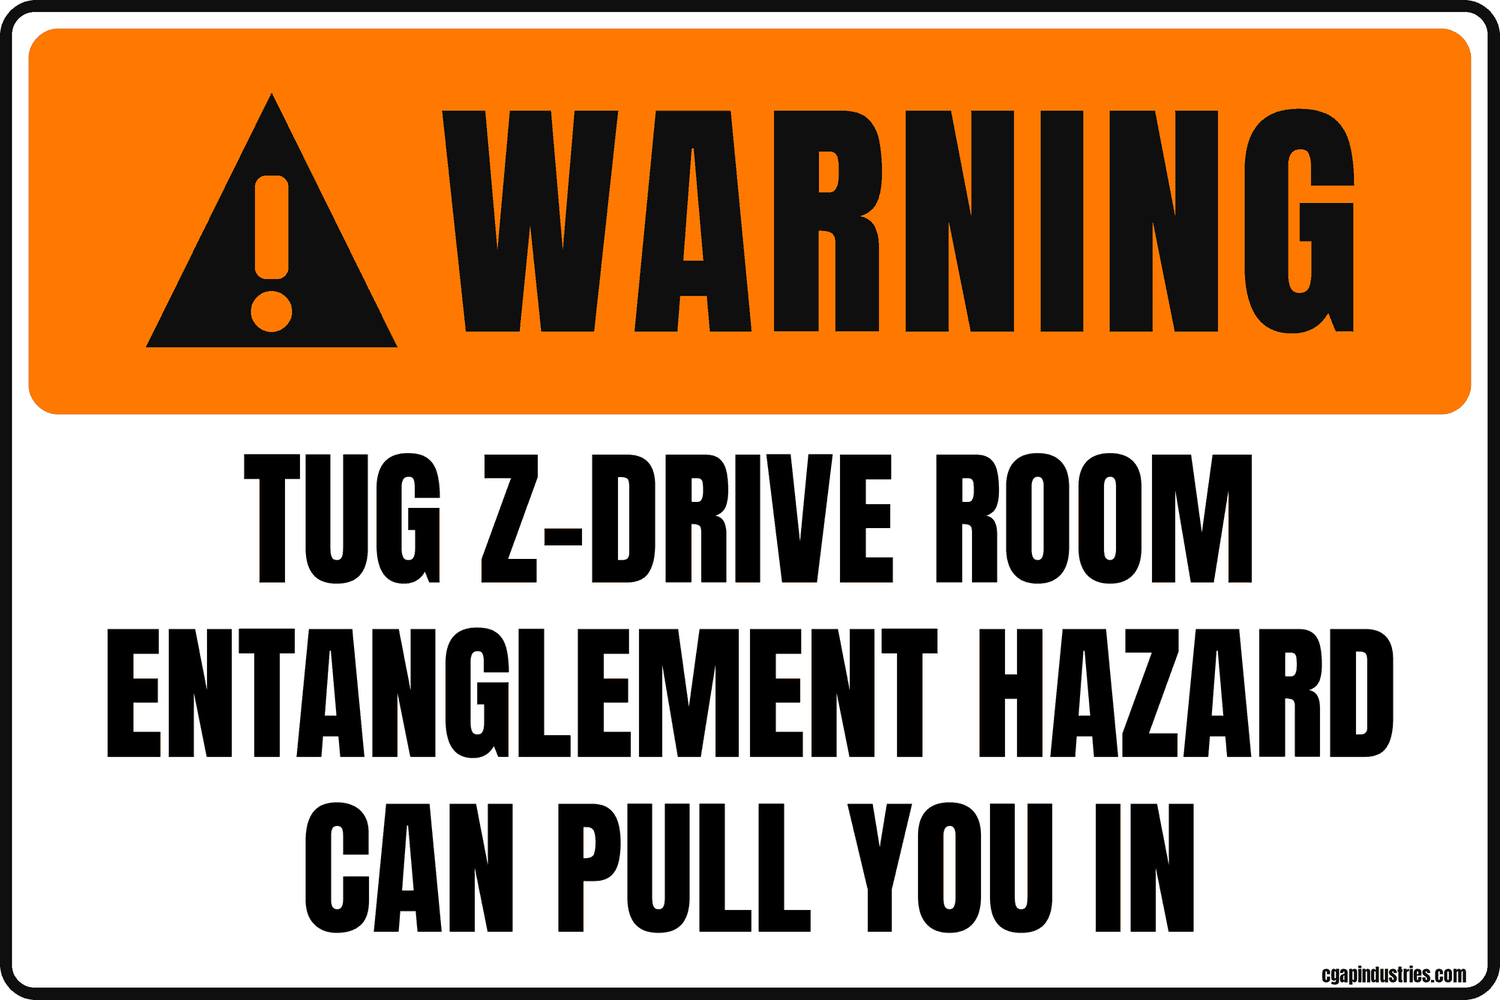 WARNING
TUG Z-DRIVE ROOM
ENTANGLEMENT HAZARD
CAN PULL YOU IN
cgapindustries.com